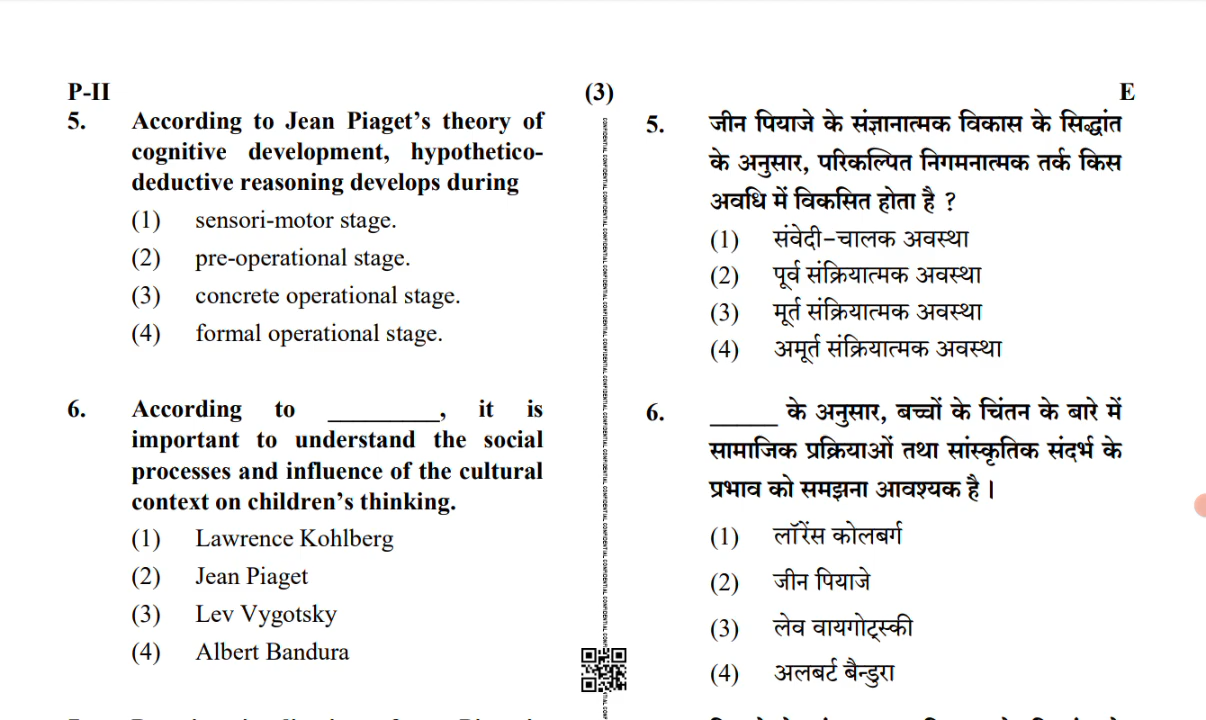 P-II
(3)
E
5. According to Jean Piaget's theory of
cognitive development, hypothetico-
deductive reasoning develops during
(1) sensori-motor stage.
(2) pre-operational stage.
(3) concrete operational stage.
(4) formal operational stage.
6. According to _________, it is
important to understand the social
processes and influence of the cultural
context on children's thinking.
(1) Lawrence Kohlberg
(2) Jean Piaget
(3) Lev Vygotsky
(4) Albert Bandura
5. जीन पियाजे के संज्ञानात्मक विकास के सिद्धांत
के अनुसार, परिकल्पित निगमनात्मक तर्क किस
अवधि में विकसित होता है ?
(1) संवेदी-चालक अवस्था
(2) पूर्व संक्रियात्मक अवस्था
(3) मूर्त संक्रियात्मक अवस्था
(4) अमूर्त संक्रियात्मक अवस्था
6. ______ के अनुसार, बच्चों के चिंतन के बारे में
सामाजिक प्रक्रियाओं तथा सांस्कृतिक संदर्भ के
प्रभाव को समझना आवश्यक है।
(1) लॉरेंस कोलबर्ग
(2) जीन पियाजे
(3) लेव वायगोट्स्की
(4) अलबर्ट बैन्डुरा